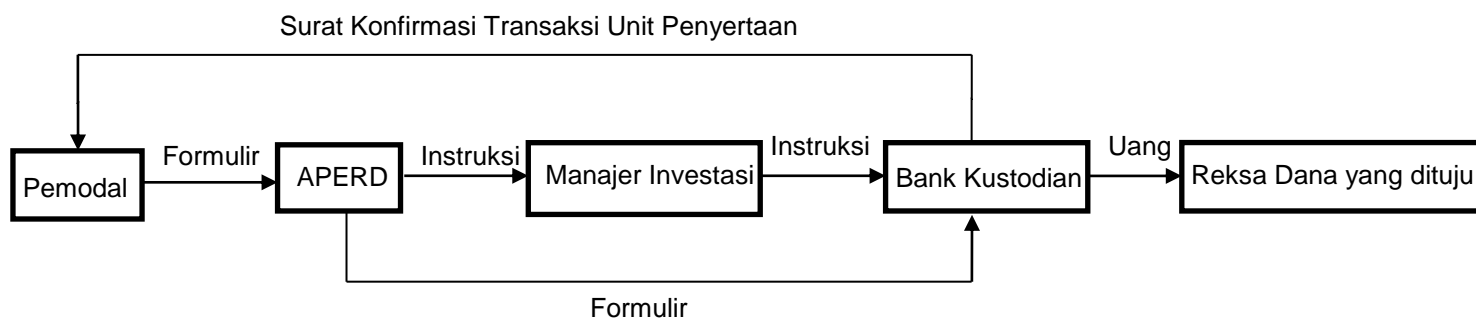 Surat Konfirmasi Transaksi Unit Penyertaan
Formulir
Instruksi
Instruksi
Uang
Pemodal
APERD
Manajer Investasi
Bank Kustodian
Reksa Dana yang dituju
Formulir